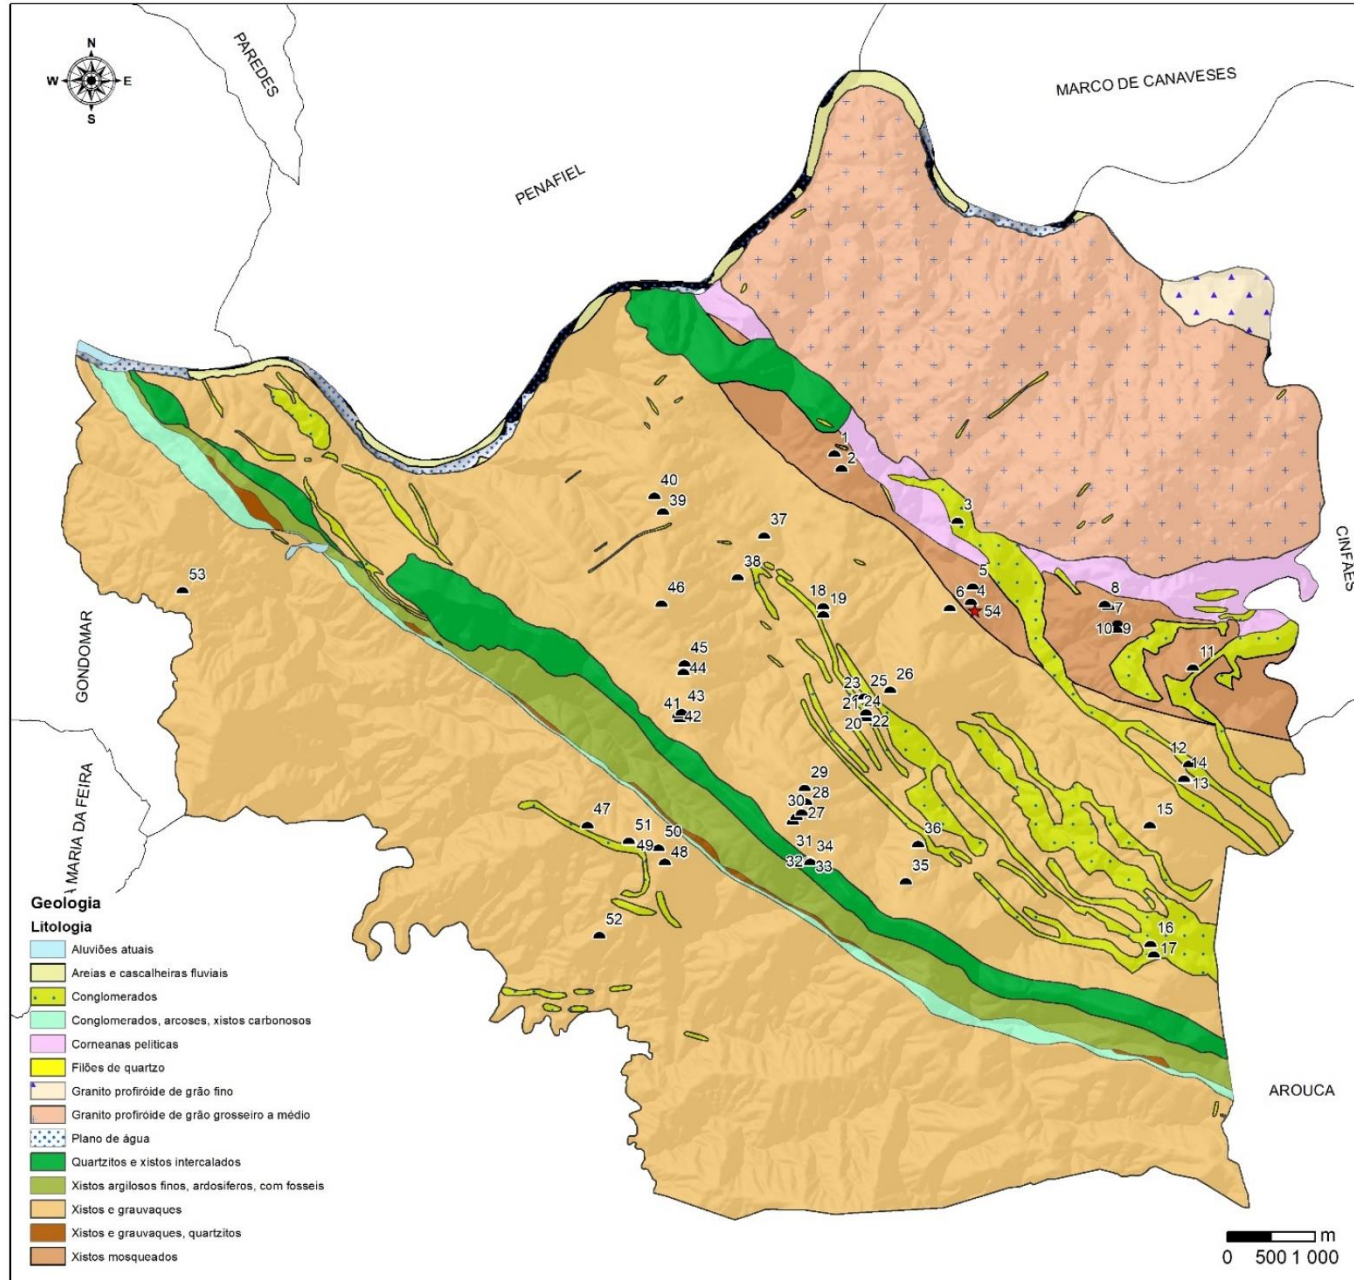 N
W E
S
PAREDES
MARCO DE CANAVESES
PENAFIEL
1
2
40
39
3
37
CINFÃES
38
5
8
53
46
18
19
6
4
54
7
10
9
GONDOMAR
45
44
11
26
25
23
24
43
21
41
42
20
22
12
14
13
29
28
A MARIA DA FEIRA
47
30
27
15
51
50
31
34
36
49
48
32
33
35
Geologia
Litologia
52
16
17
Aluviões atuais
Areias e cascalheiras fluviais
Conglomerados
Conglomerados, arcoses, xistos carbonosos
Corneanas pelíticas
Filões de quartzo
Granito profiróide de grão fino
AROUCA
Granito profiróide de grão grosseiro a médio
Plano de água
Quartzitos e xistos intercalados
Xistos argilosos finos, ardosiferos, com fosseis
Xistos e grauvaques
Xistos e grauvaques, quartzitos
Xistos mosqueados
m
0 500 1 000